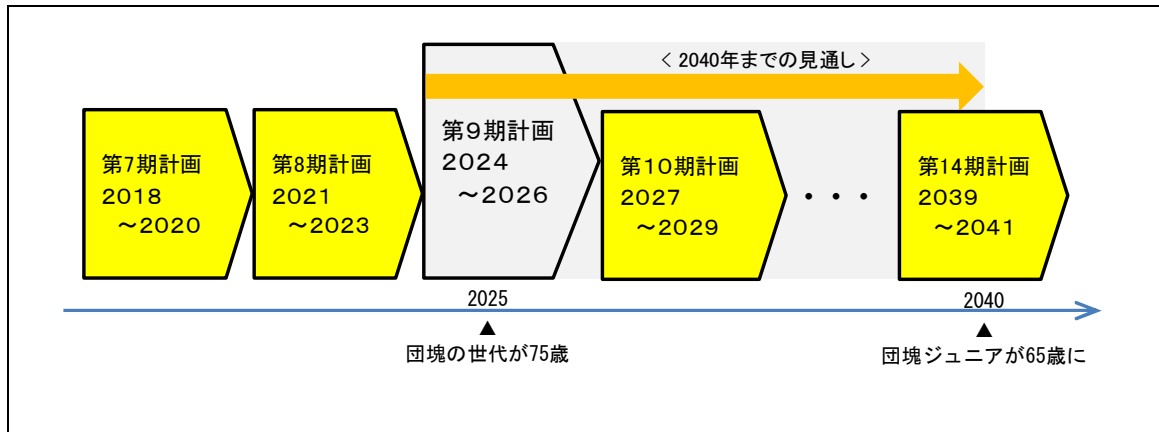 ＜2040年までの見通し＞
第7期計画
2018
～2020
第8期計画
2021
～2023
第９期計画
2024
～2026
第10期計画
2027
～2029
・・・
第14期計画
2039
～2041
2025
▲
団塊の世代が75歳
2040
▲
団塊ジュニアが65歳に